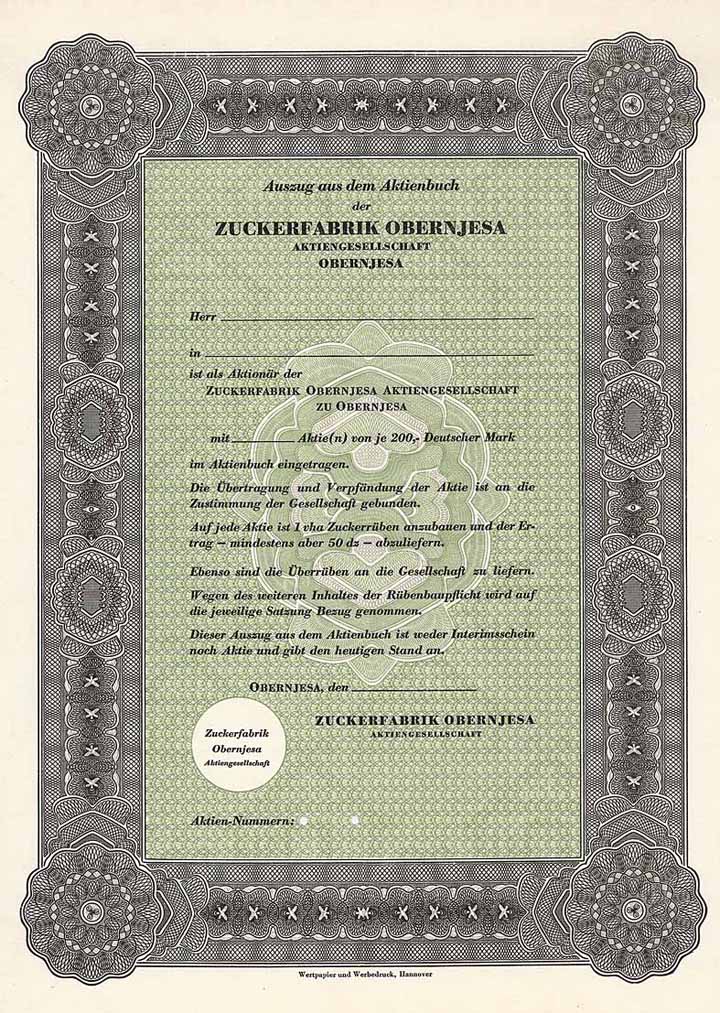 Auszug aus dem Aktienbuch
der
ZUCKERFABRIK OBERNJESA
AKTIENGESELLSCHAFT
OBERNJESA
Herr
in
ist als Aktionär der
ZUCKERFABRIK OBERNJESA AKTIENGESELLSCHAFT
ZU OBERNJESA
mit Aktie(n) von je 200,- Deutscher Mark
im Aktienbuch eingetragen.
Die Übertragung und Verpfändung der Aktie ist an die
Zustimmung der Gesellschaft gebunden.
Auf jede Aktie ist 1 vha Zuckerrüben anzubauen und der Er-
trag – mindestens aber 50 dz – abzuliefern.
Ebenso sind die Überrüben an die Gesellschaft zu liefern.
Wegen des weiteren Inhaltes der Rübenbaupflicht wird auf
die jeweilige Satzung Bezug genommen.
Dieser Auszug aus dem Aktienbuch ist weder Interimsschein
noch Aktie und gibt den heutigen Stand an.
OBERNJESA, den
ZUCKERFABRIK OBERNJESA
AKTIENGESELLSCHAFT
Zuckerfabrik
Obernjesa
Aktiengesellschaft
Aktien-Nummern:
Wertpapier und Werbedruck, Hannover